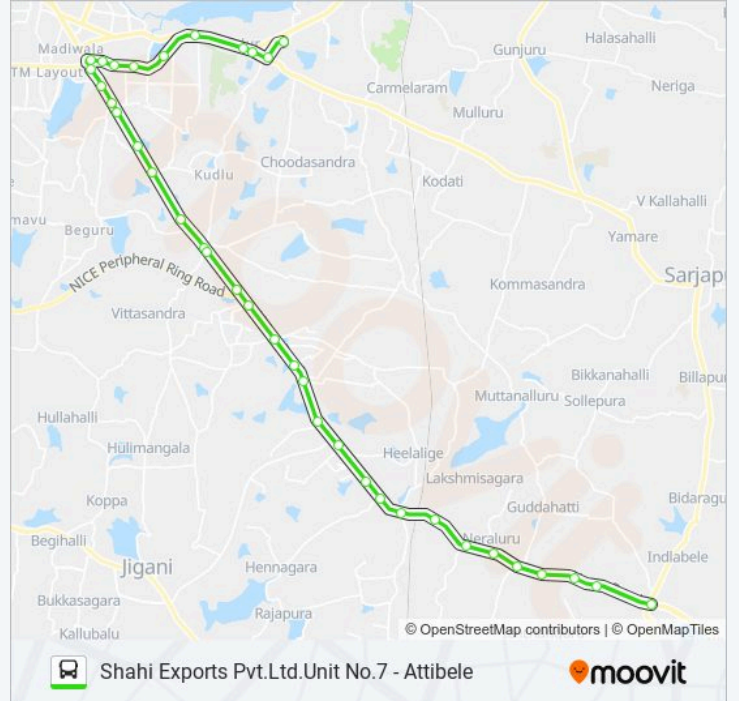 Madiwala
TM Layout
Gunjuru
Halasahalli
Carmelaram
Neriga
Mulluru
Choodasandra
Kudlu
Kodati
V Kallahalli
mavu
Beguru
Yamare
NICE Peripheral Ring Road
Sarjap
Kommasandra
Vittasandra
Bikkanahalli
Billapu
Muttanalluru
Sollepura
Hullahalli
Hulimangala
Heelalige
Lakshmisagara
Koppa
Guddahatti
Bidaragu
Begihalli
Neraluru
Indlabele
Jigani
Hennagara
Bukkasagara
Rajapura
Kallubalu
© OpenStreetMap contributors | © OpenMapTiles
Shahi Exports Pvt.Ltd.Unit No.7 - Attibele
moovit